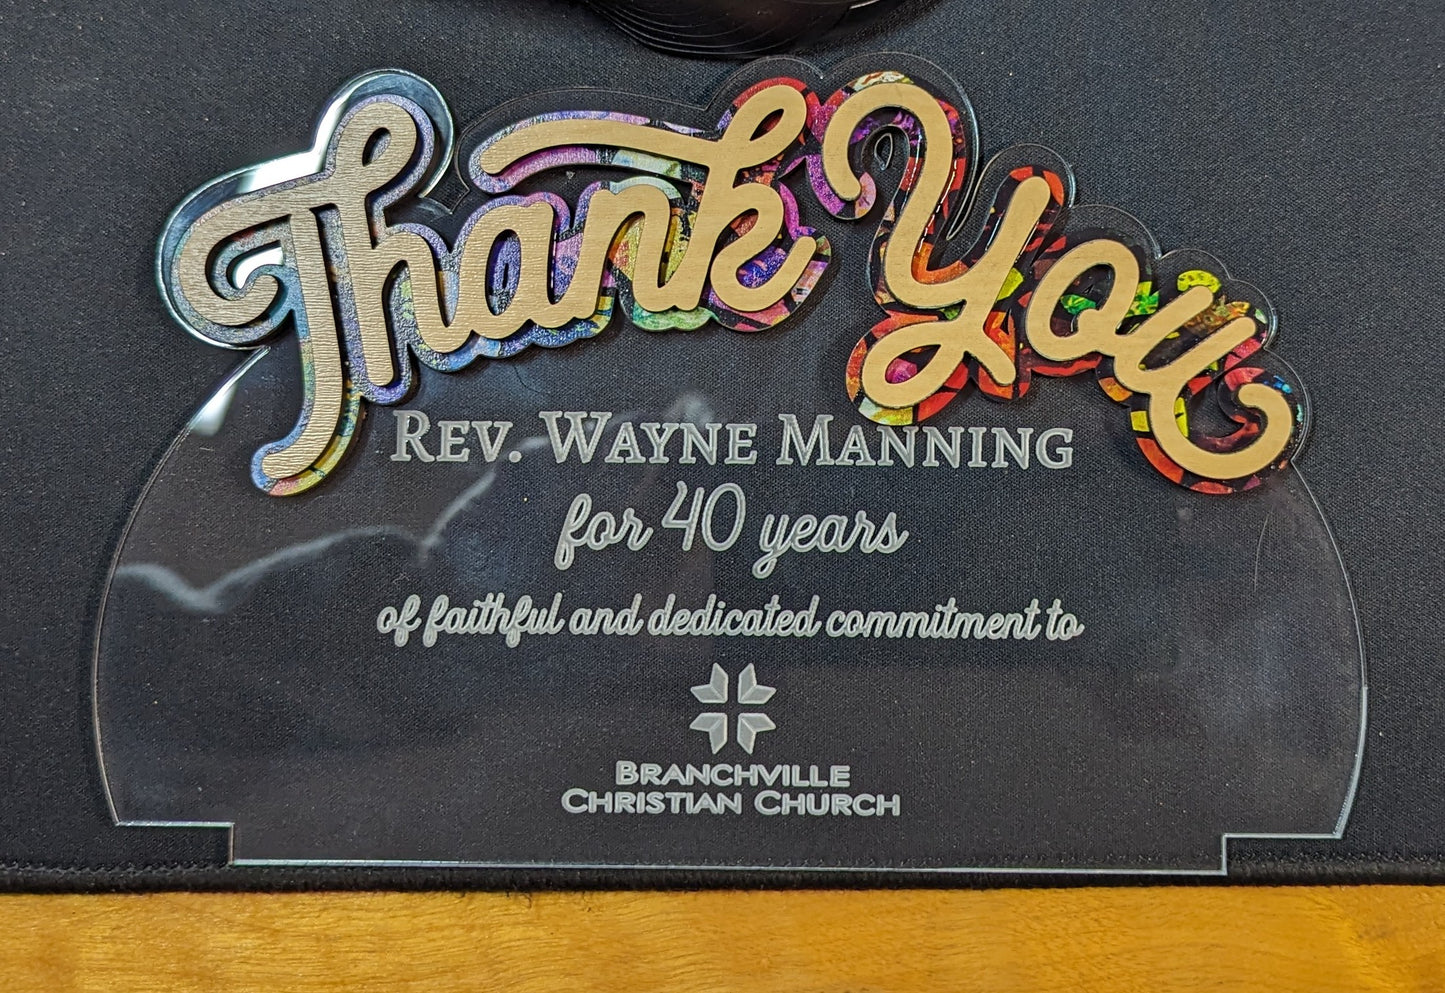 Thank You
REV. WAYNE MANNING
for 40 years
of faithful and dedicated commitment to
BRANCHVILLE
CHRISTIAN CHURCH